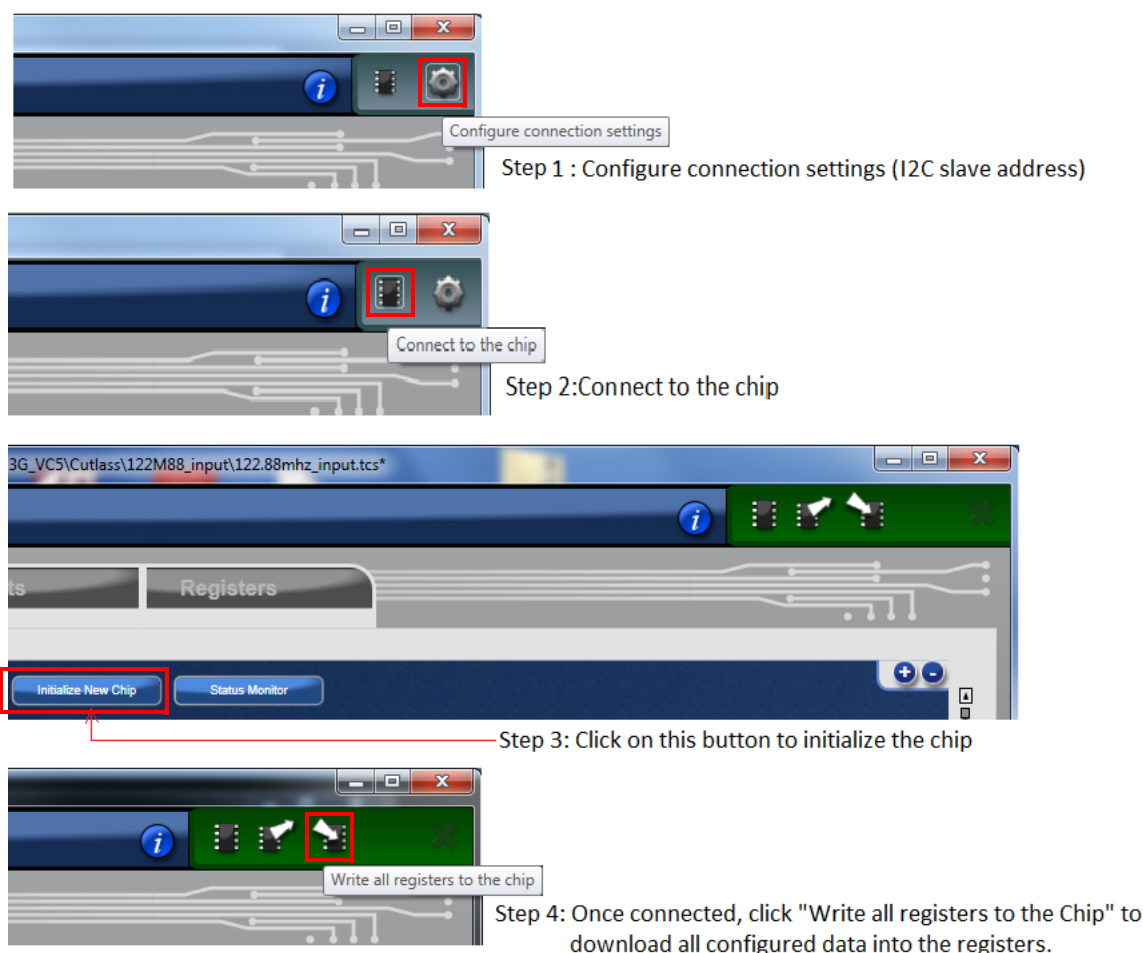 Configure connection settings
Step 1 : Configure connection settings (I2C slave address)
Connect to the chip
Step 2:Connect to the chip
3G_VC5\Cutlass\122M88_input\122.88mhz_input.tcs*
ts
Registers
Initialize New Chip
Status Monitor
Step 3: Click on this button to initialize the chip
Write all registers to the chip
Step 4: Once connected, click "Write all registers to the Chip" to
download all configured data into the registers.